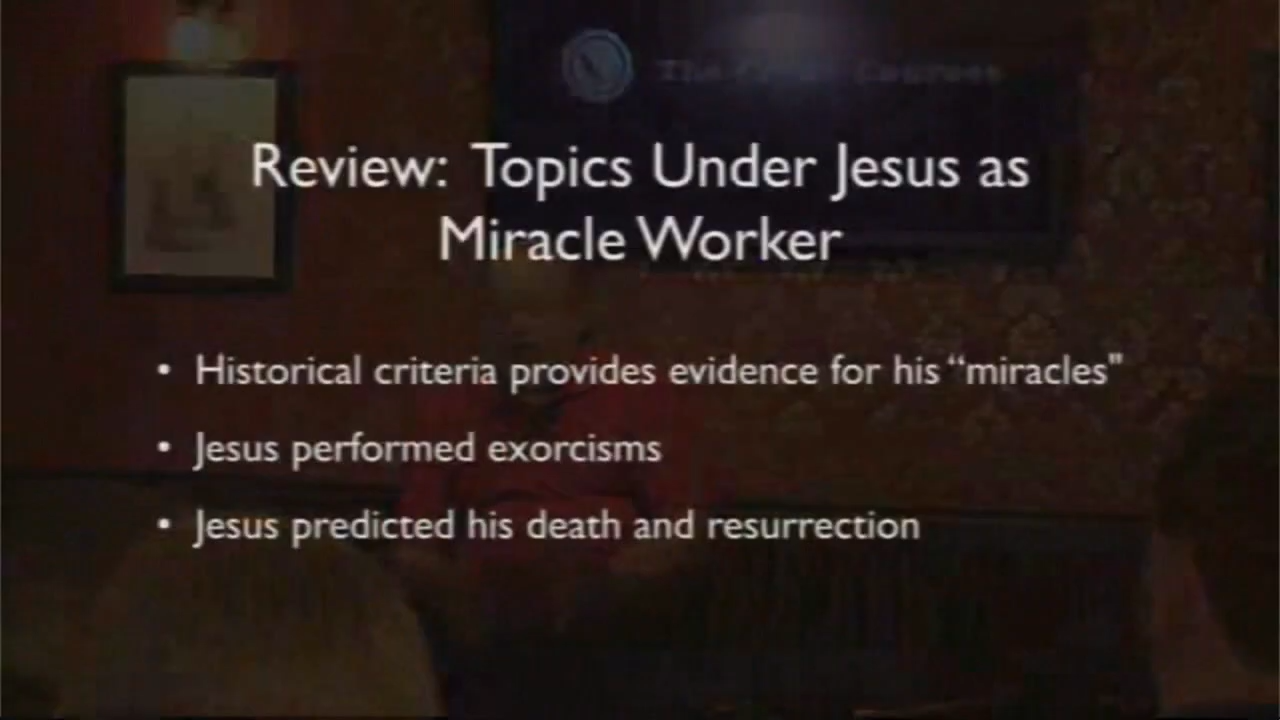 Review: Topics Under Jesus as
Miracle Worker
• Historical criteria provides evidence for his “miracles"
• Jesus performed exorcisms
• Jesus predicted his death and resurrection